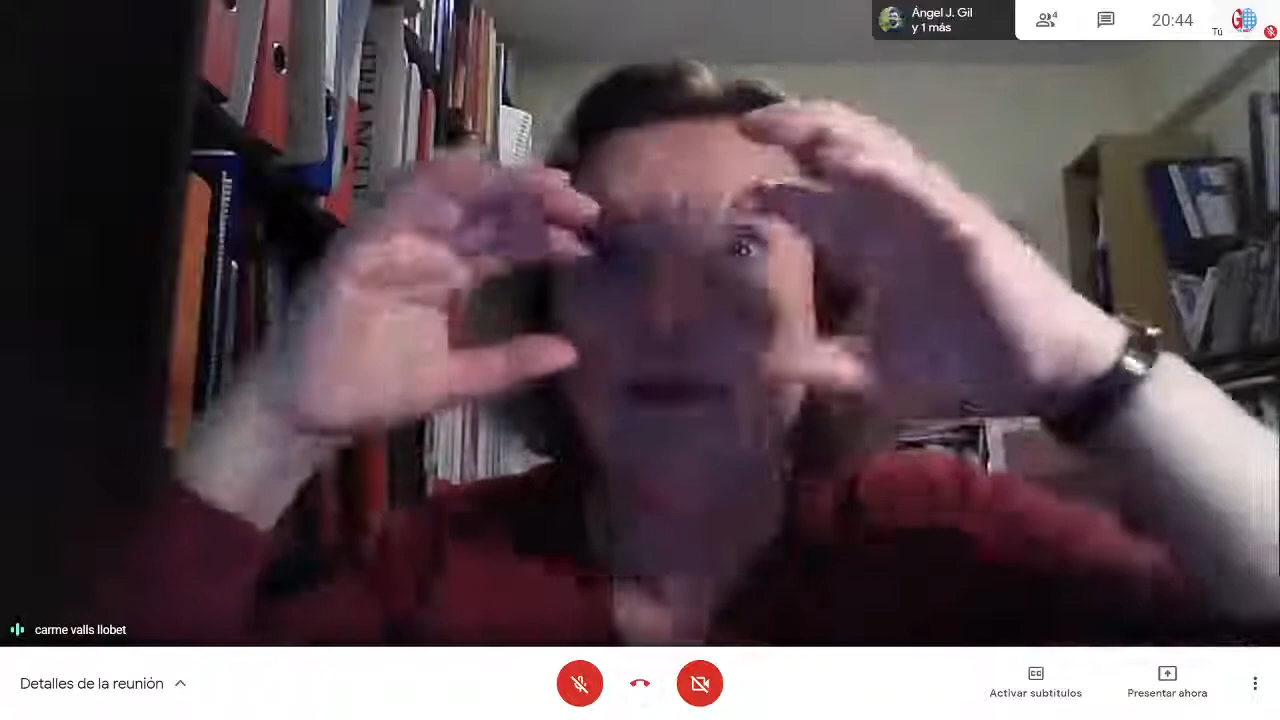 Ángel J. Gil
y 1 más
4
20:44
Tú
carme valls llobet
Detalles de la reunión
CC
Activar subtítulos
Presentar ahora